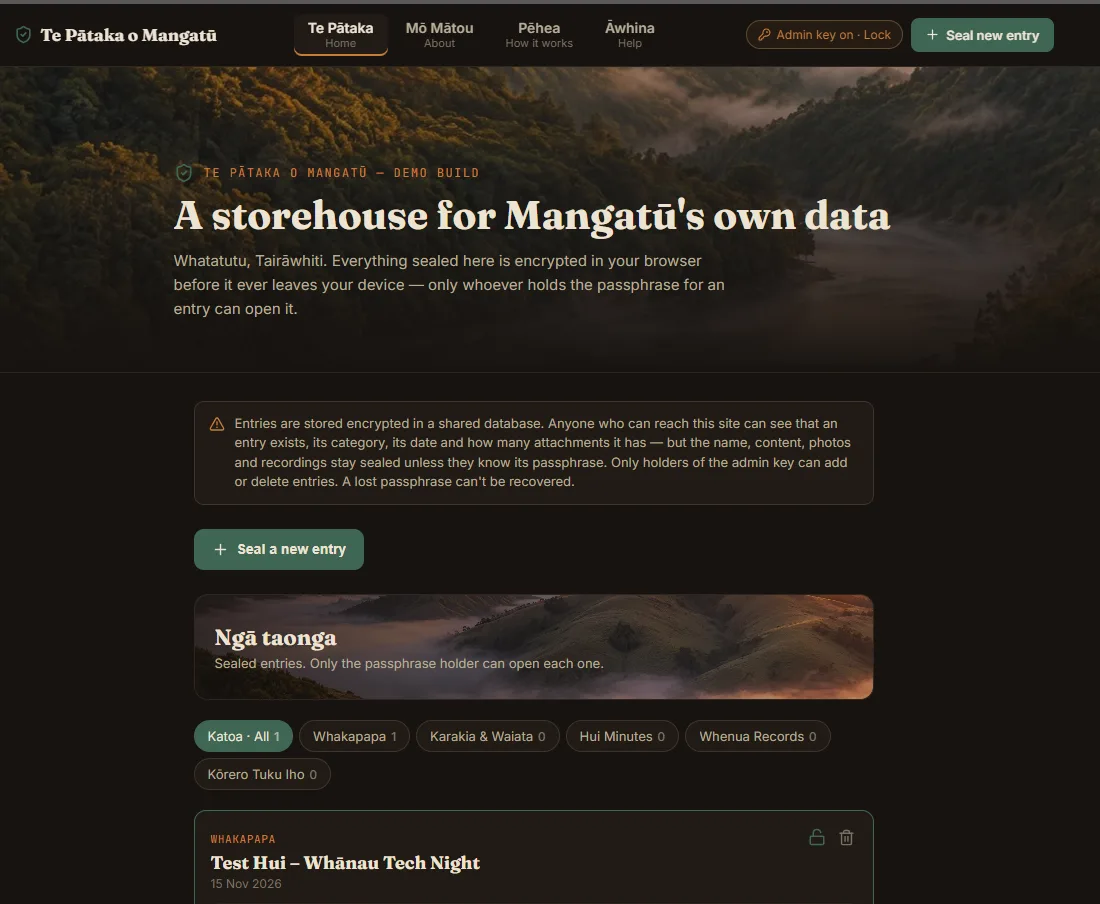 Te Pātaka o Mangatū
Te Pātaka
Home
Mō Mātou
About
Pēhea
How it works
Āwhina
Help
Admin key on · Lock
+ Seal new entry
TE PĀTAKA O MANGATŪ — DEMO BUILD
A storehouse for Mangatū's own data
Whatatutu, Tairāwhiti. Everything sealed here is encrypted in your browser
before it ever leaves your device — only whoever holds the passphrase for an
entry can open it.
Entries are stored encrypted in a shared database. Anyone who can reach this site can see that an
entry exists, its category, its date and how many attachments it has — but the name, content, photos
and recordings stay sealed unless they know its passphrase. Only holders of the admin key can add
or delete entries. A lost passphrase can't be recovered.
+ Seal a new entry
Ngā taonga
Sealed entries. Only the passphrase holder can open each one.
Katoa · All 1
Whakapapa 1
Karakia & Waiata 0
Hui Minutes 0
Whenua Records 0
Kōrero Tuku Iho 0
WHAKAPAPA
Test Hui – Whānau Tech Night
15 Nov 2026